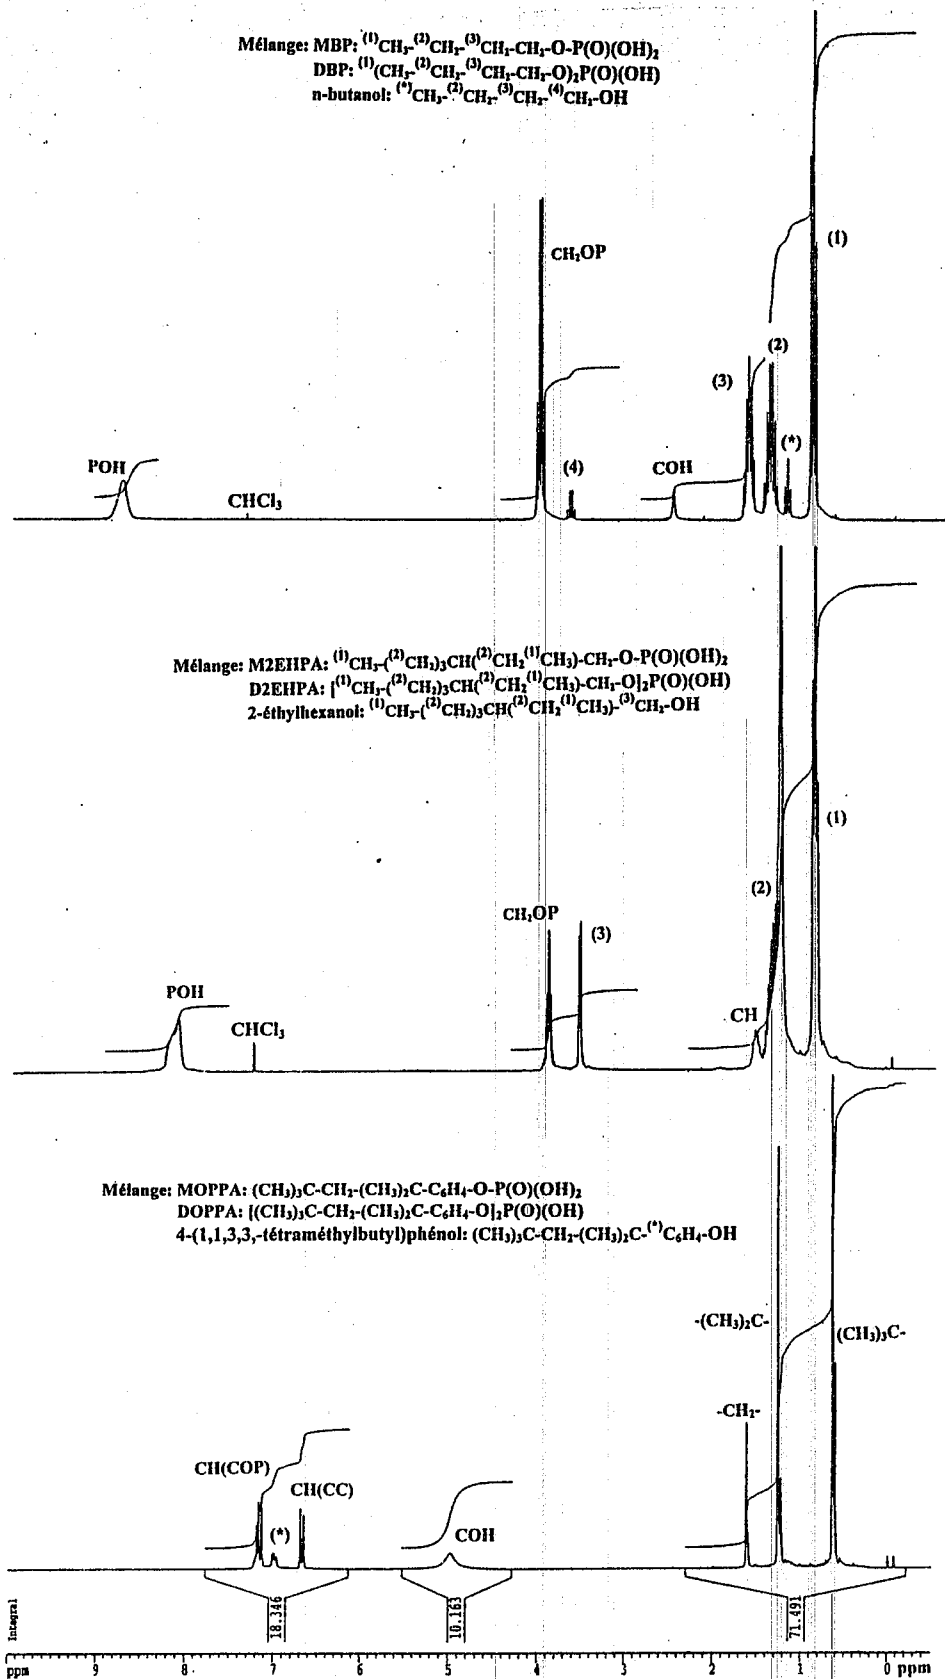 Mélange: MBP: (1)CH₃-(2)CH₂-(3)CH₂-CH₂-O-P(O)(OH)₂
DBP: (1)(CH₃-(2)CH₂-(3)CH₂-CH₂-O)₂P(O)(OH)
n-butanol: (*)CH₃-(2)CH₂-(3)CH₂-(4)CH₂-OH
(1)
CH₂OP
(2)
(3)
(*)
POH
(4)
COH
CHCl₃
Mélange: M2EHPA: (1)CH₃-((2)CH₂)₃CH((2)CH₂(1)CH₃)-CH₂-O-P(O)(OH)₂
D2EHPA: [(1)CH₃-((2)CH₂)₃CH((2)CH₂(1)CH₃)-CH₂-O]₂P(O)(OH)
2-éthylhexanol: (1)CH₃-((2)CH₂)₃CH((2)CH₂(1)CH₃)-(3)CH₂-OH
(1)
(2)
CH₂OP
(3)
POH
CHCl₃
CH
Mélange: MOPPA: (CH₃)₃C-CH₂-(CH₃)₂C-C₆H₄-O-P(O)(OH)₂
DOPPA: [(CH₃)₃C-CH₂-(CH₃)₂C-C₆H₄-O]₂P(O)(OH)
4-(1,1,3,3,-tétraméthylbutyl)phénol: (CH₃)₃C-CH₂-(CH₃)₂C-(*)C₆H₄-OH
-(CH₃)₂C-
(CH₃)₃C-
-CH₂-
CH(COP)
CH(CC)
(*)
COH
Integral
18.346
10.163
71.491
ppm 9 8 7 6 5 4 3 2 1 0 ppm